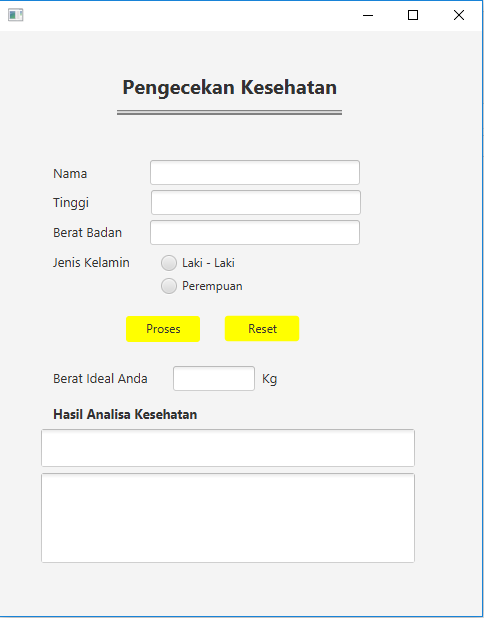 Pengecekan Kesehatan
Nama
Tinggi
Berat Badan
Jenis Kelamin
Laki - Laki
Perempuan
Proses Reset
Berat Ideal Anda Kg
Hasil Analisa Kesehatan